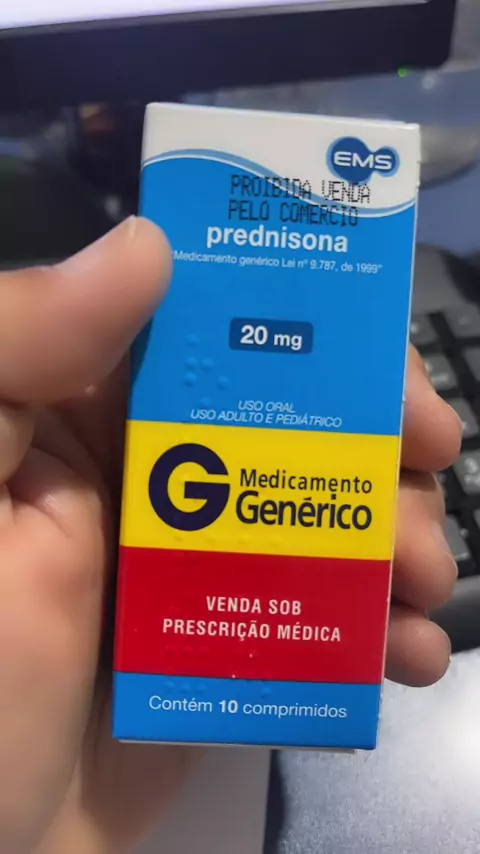 EMS
PROIBIDA VENDA
PELO COMERCIO
prednisona
"Medicamento genérico Lei nº 9.787, de 1999"
20 mg
USO ORAL
USO ADULTO E PEDIÁTRICO
G Medicamento
Genérico
VENDA SOB
PRESCRIÇÃO MÉDICA
Contém 10 comprimidos